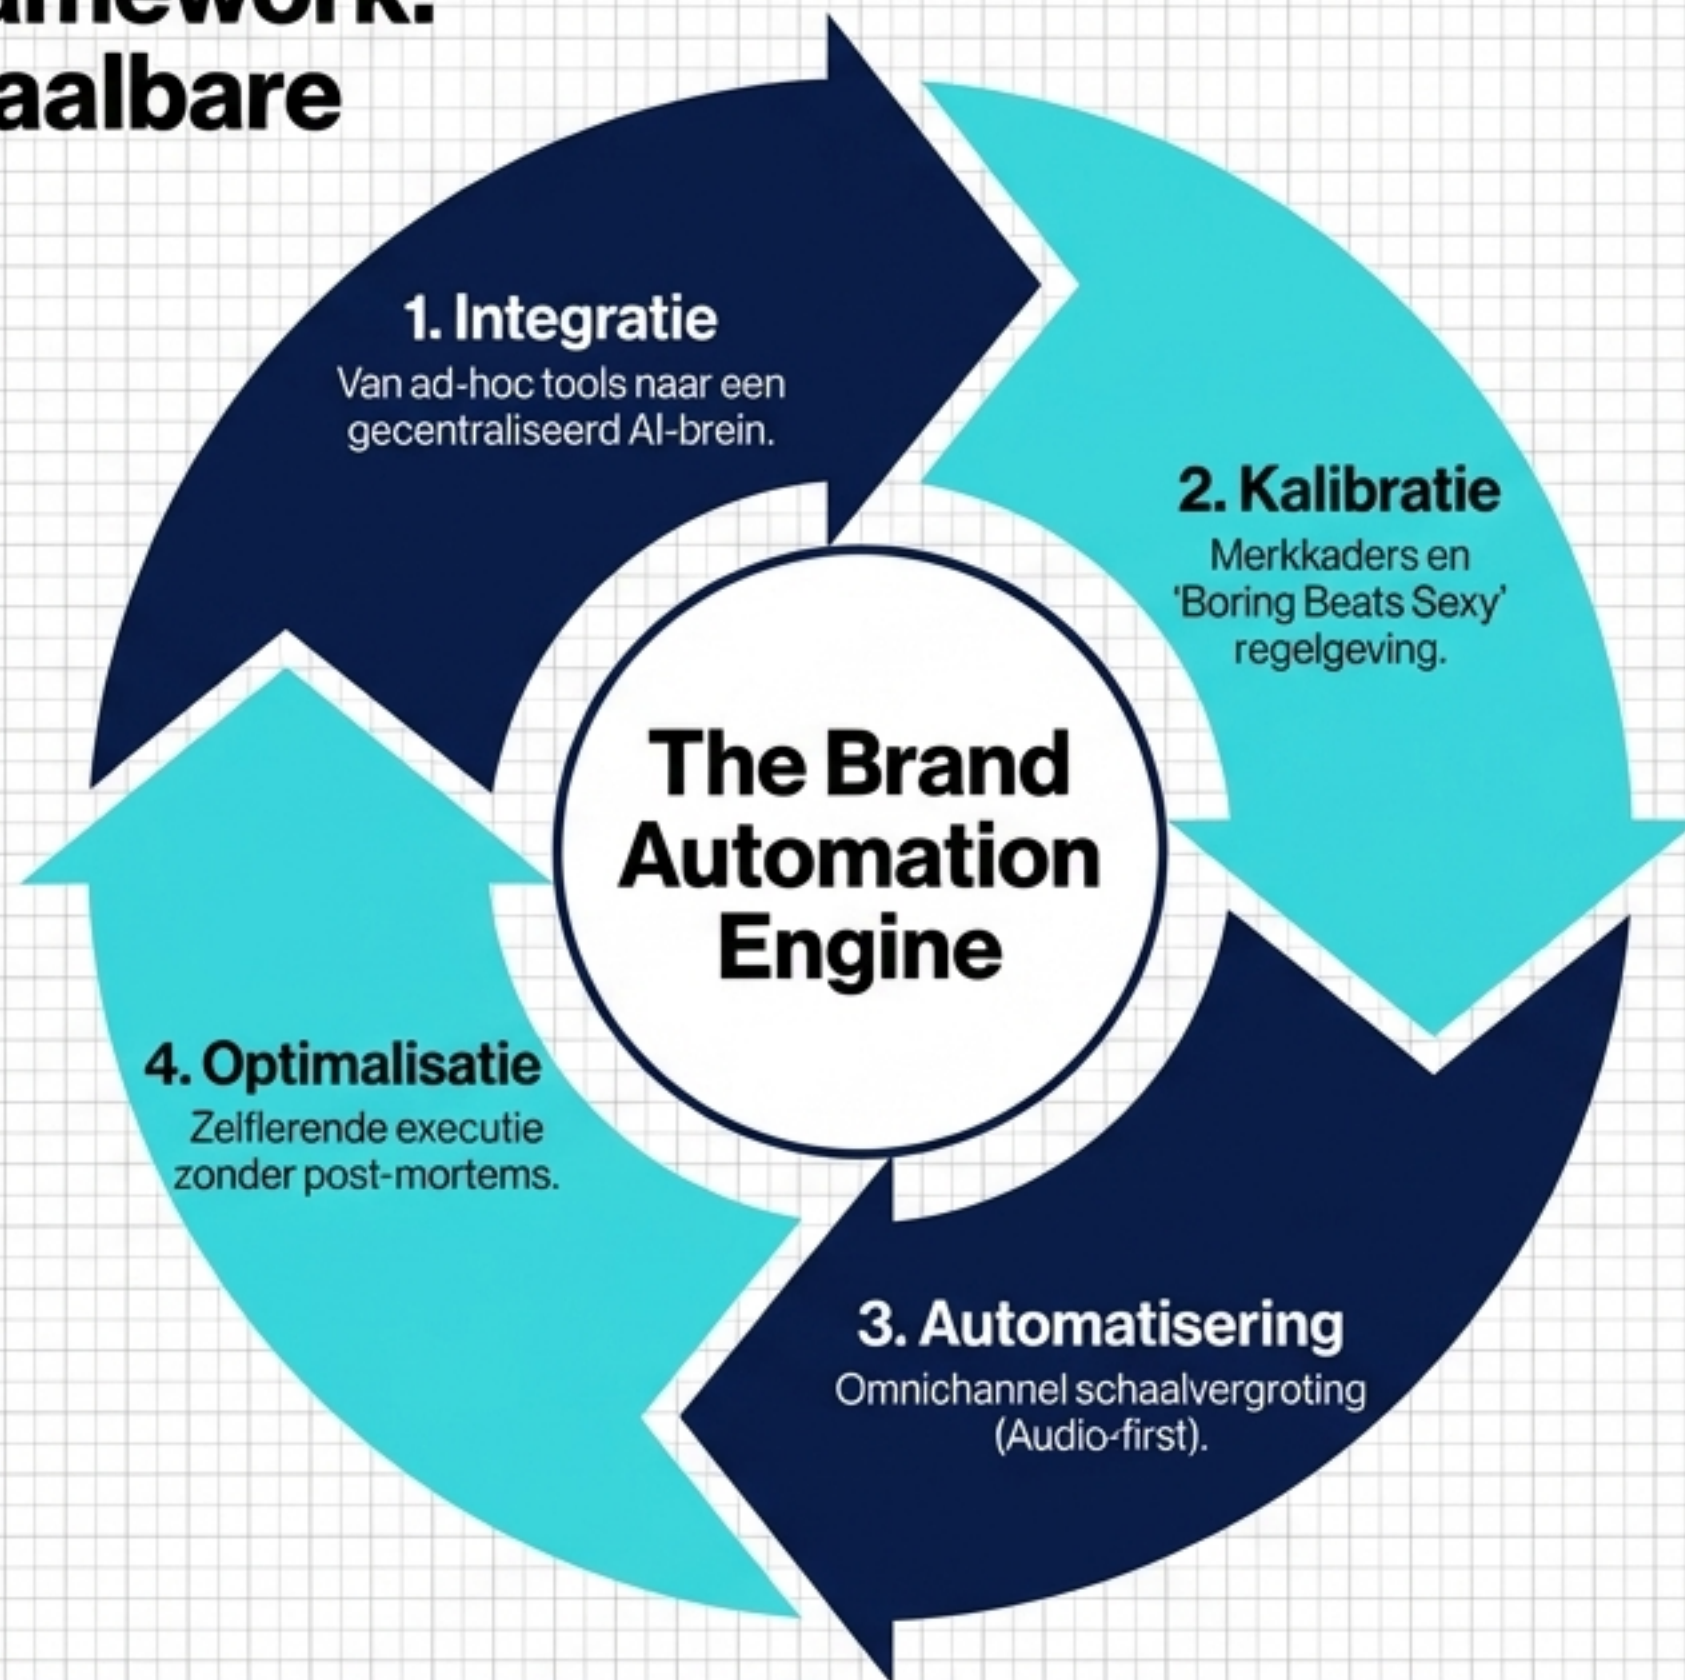 aalbare
1. Integratie
Van ad-hoc tools naar een
gecentraliseerd AI-brein.
2. Kalibratie
Merkkaders en
‘Boring Beats Sexy’
regelgeving.
The Brand
Automation
Engine
4. Optimalisatie
Zelflerende executie
zonder post-mortems.
3. Automatisering
Omnichannel schaalvergroting
(Audio-first).